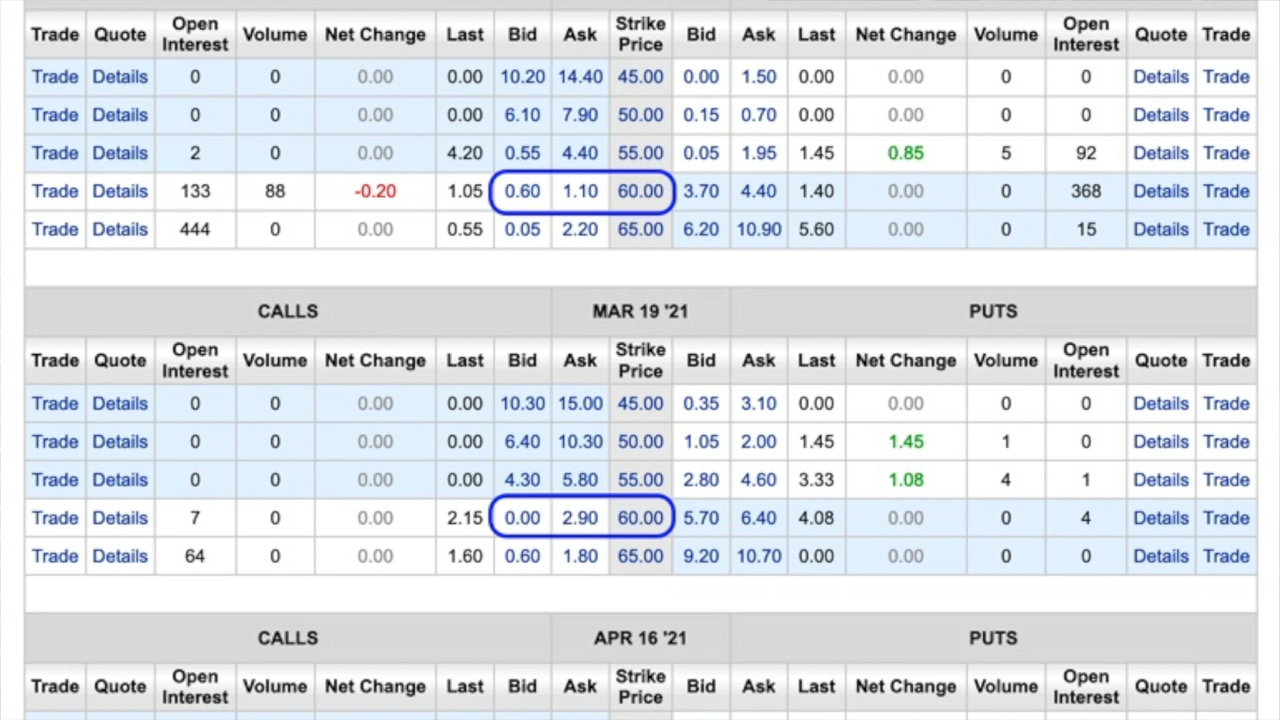 Trade Quote Open Interest Volume Net Change Last Bid Ask Strike Price Bid Ask Last Net Change Volume Open Interest Quote Trade
Trade Details 0 0 0.00 0.00 10.20 14.40 45.00 0.00 1.50 0.00 0.00 0 0 Details Trade
Trade Details 0 0 0.00 0.00 6.10 7.90 50.00 0.15 0.70 0.00 0.00 0 0 Details Trade
Trade Details 2 0 0.00 4.20 0.55 4.40 55.00 0.05 1.95 1.45 0.85 5 92 Details Trade
Trade Details 133 88 -0.20 1.05 0.60 1.10 60.00 3.70 4.40 1.40 0.00 0 368 Details Trade
Trade Details 444 0 0.00 0.55 0.05 2.20 65.00 6.20 10.90 5.60 0.00 0 15 Details Trade
CALLS MAR 19 '21 PUTS
Trade Quote Open Interest Volume Net Change Last Bid Ask Strike Price Bid Ask Last Net Change Volume Open Interest Quote Trade
Trade Details 0 0 0.00 0.00 10.30 15.00 45.00 0.35 3.10 0.00 0.00 0 0 Details Trade
Trade Details 0 0 0.00 0.00 6.40 10.30 50.00 1.05 2.00 1.45 1.45 1 0 Details Trade
Trade Details 0 0 0.00 0.00 4.30 5.80 55.00 2.80 4.60 3.33 1.08 4 1 Details Trade
Trade Details 7 0 0.00 2.15 0.00 2.90 60.00 5.70 6.40 4.08 0.00 0 4 Details Trade
Trade Details 64 0 0.00 1.60 0.60 1.80 65.00 9.20 10.70 0.00 0.00 0 0 Details Trade
CALLS APR 16 '21 PUTS
Trade Quote Open Interest Volume Net Change Last Bid Ask Strike Price Bid Ask Last Net Change Volume Open Interest Quote Trade